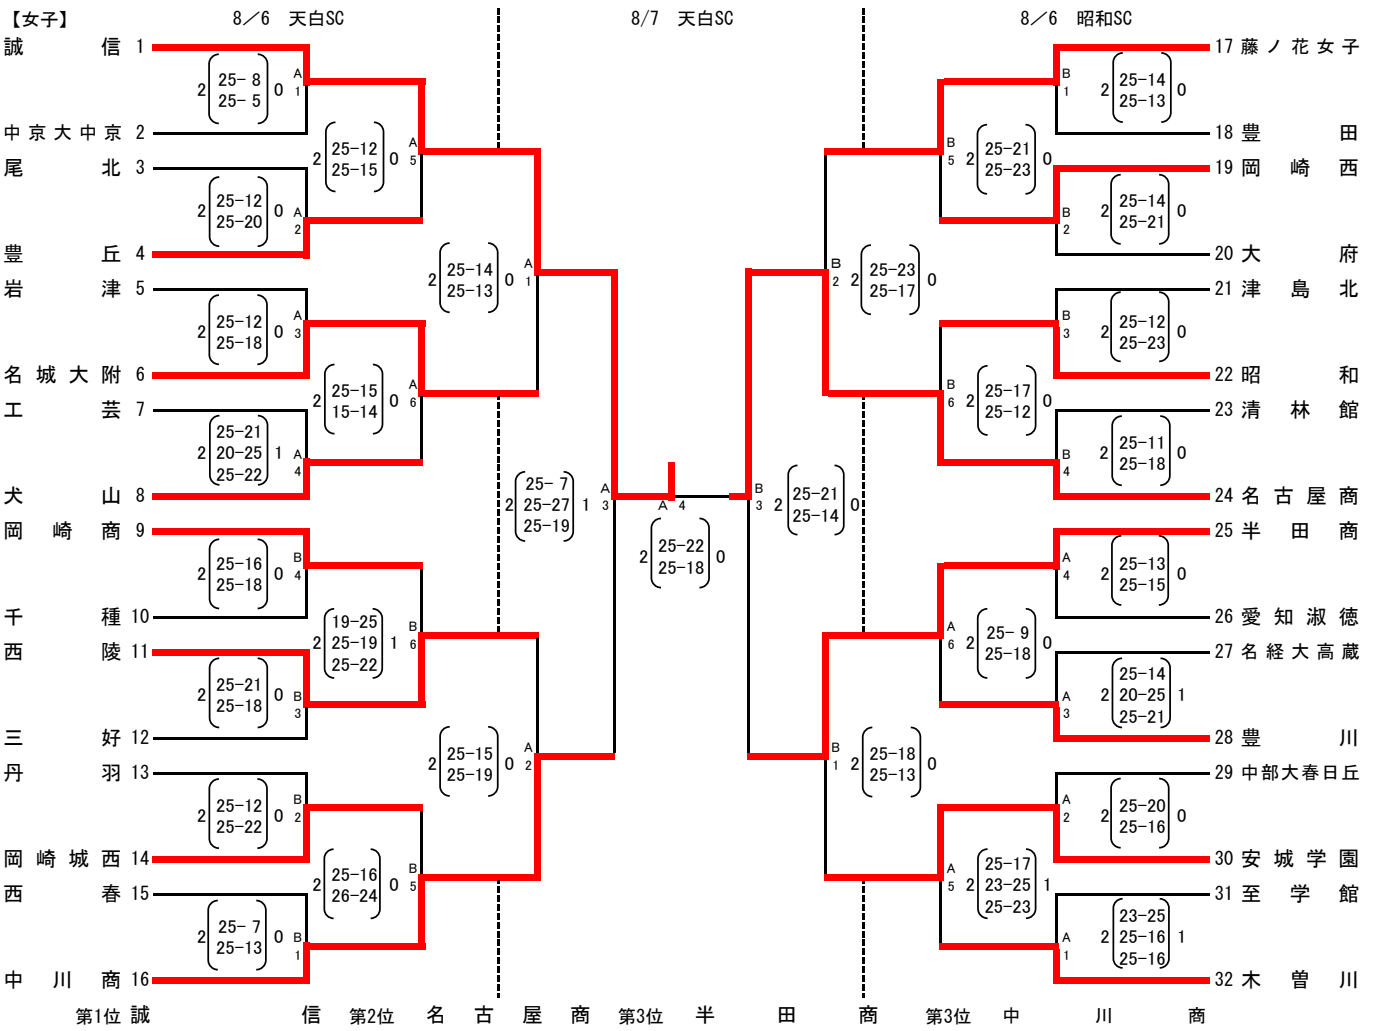 【女子】 8／6 天白SC 8/7 天白SC 8／6 昭和SC
誠信 1 17 藤ノ花女子
2 25- 8 0 A 1 B 1 2 25-14 0
25- 5 25-13
中京大中京 2 18 豊田
2 25-12 0 A 5 B 5 2 25-21 0
25-15 25-23
尾北 3 19 岡崎西
2 25-12 0 A 2 B 2 2 25-14 0
25-20 25-21
豊丘 4 20 大府
2 25-14 0 A 1 B 2 2 25-23 0
25-13 25-17
岩津 5 21 津島北
2 25-12 0 A 3 B 3 2 25-12 0
25-18 25-23
名城大附 6 22 昭和
2 25-15 0 A 6 B 6 2 25-17 0
15-14 25-12
工芸 7 23 清林館
2 25-21 1 A 4 B 4 2 25-11 0
20-25 25-18
25-22
犬山 8 24 名古屋商
2 25- 7 1 A 3 B 3 2 25-21 0
25-27 25-14
25-19
A 4
2 25-22 0
25-18
岡崎商 9 25 半田商
2 25-16 0 B 4 A 4 2 25-13 0
25-18 25-15
千種 10 26 愛知淑徳
2 19-25 1 B 6 A 6 2 25- 9 0
25-19 25-18
25-22
西陵 11 27 名経大高蔵
2 25-21 0 B 3 A 3 2 25-14 1
25-18 20-25
25-21
三好 12 28 豊川
2 25-15 0 A 2 B 1 2 25-18 0
25-19 25-13
丹羽 13 29 中部大春日丘
2 25-12 0 B 2 A 2 2 25-20 0
25-22 25-16
岡崎城西 14 30 安城学園
2 25-16 0 B 5 A 5 2 25-17 1
26-24 23-25
25-23
西春 15 31 至学館
2 25- 7 0 B 1 A 1 2 23-25 1
25-13 25-16
25-16
中川商 16 32 木曽川
第1位 誠信 第2位 名古屋商 第3位 半田商 第3位 中川商